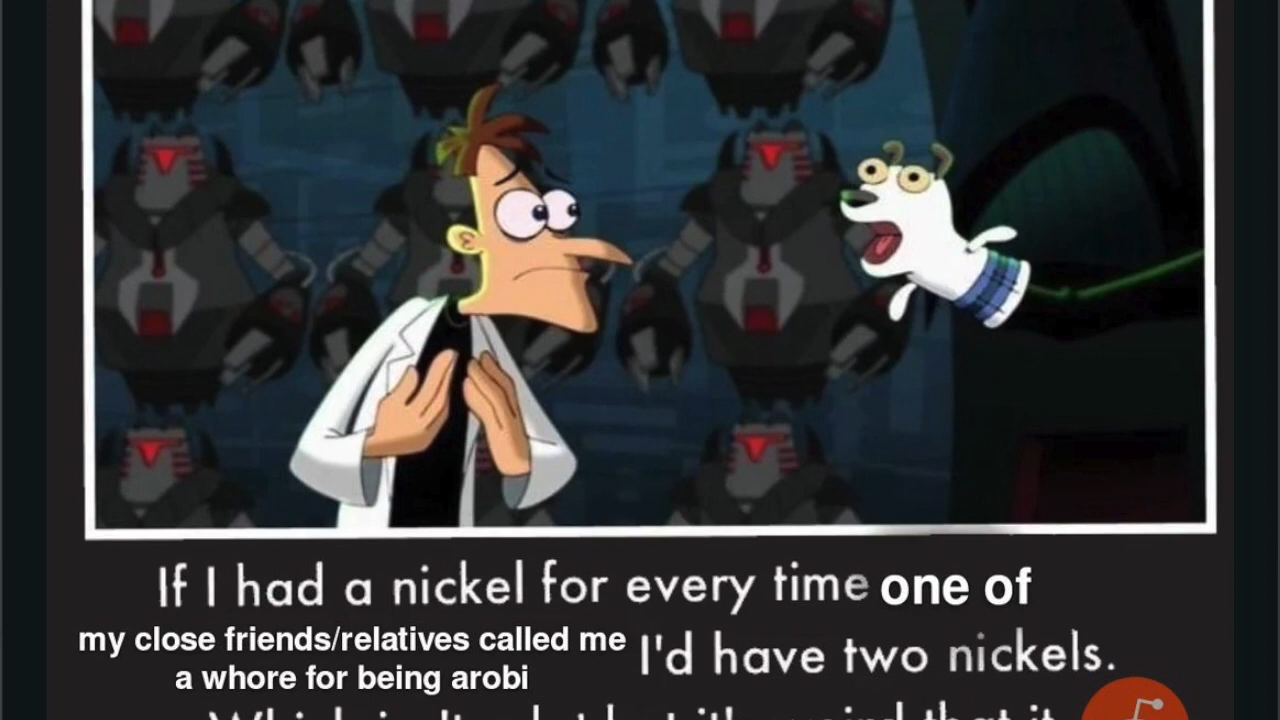 If I had a nickel for every time one of
my close friends/relatives called me
a whore for being arobi
I'd have two nickels.